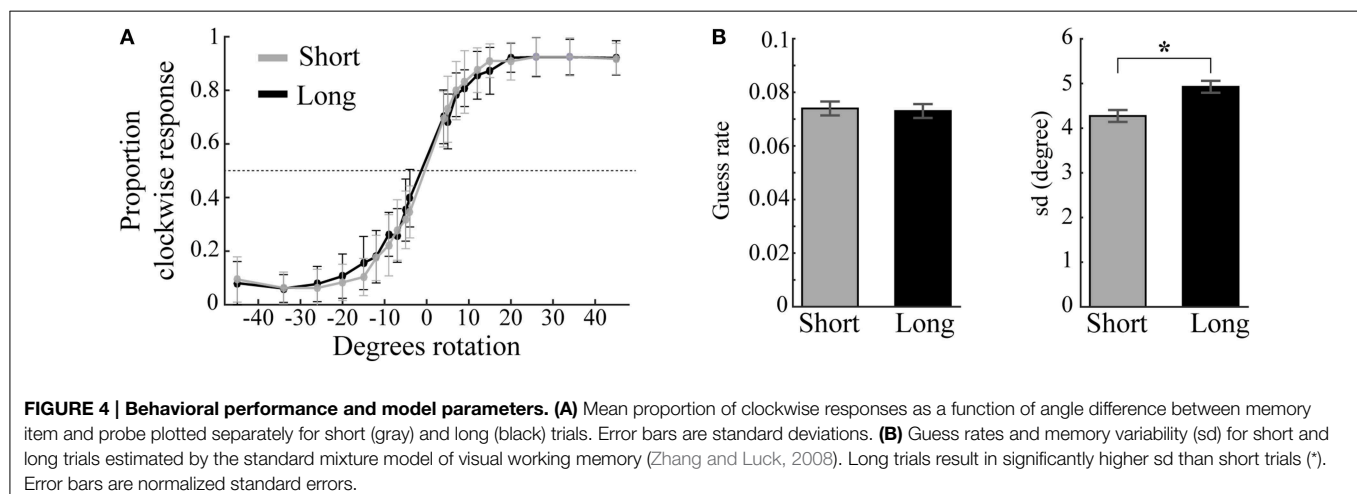 A
Proportion
clockwise response
1
0.8
0.6
0.4
0.2
0
Short
Long
-40 -30 -20 -10 0 10 20 30 40
Degrees rotation
B
Guess rate
0.1
0.08
0.06
0.04
0.02
0
Short Long
sd (degree)
6
5
4
3
2
1
0
*
Short Long
FIGURE 4 | Behavioral performance and model parameters. (A) Mean proportion of clockwise responses as a function of angle difference between memory
item and probe plotted separately for short (gray) and long (black) trials. Error bars are standard deviations. (B) Guess rates and memory variability (sd) for short and
long trials estimated by the standard mixture model of visual working memory (Zhang and Luck, 2008). Long trials result in significantly higher sd than short trials (*).
Error bars are normalized standard errors.